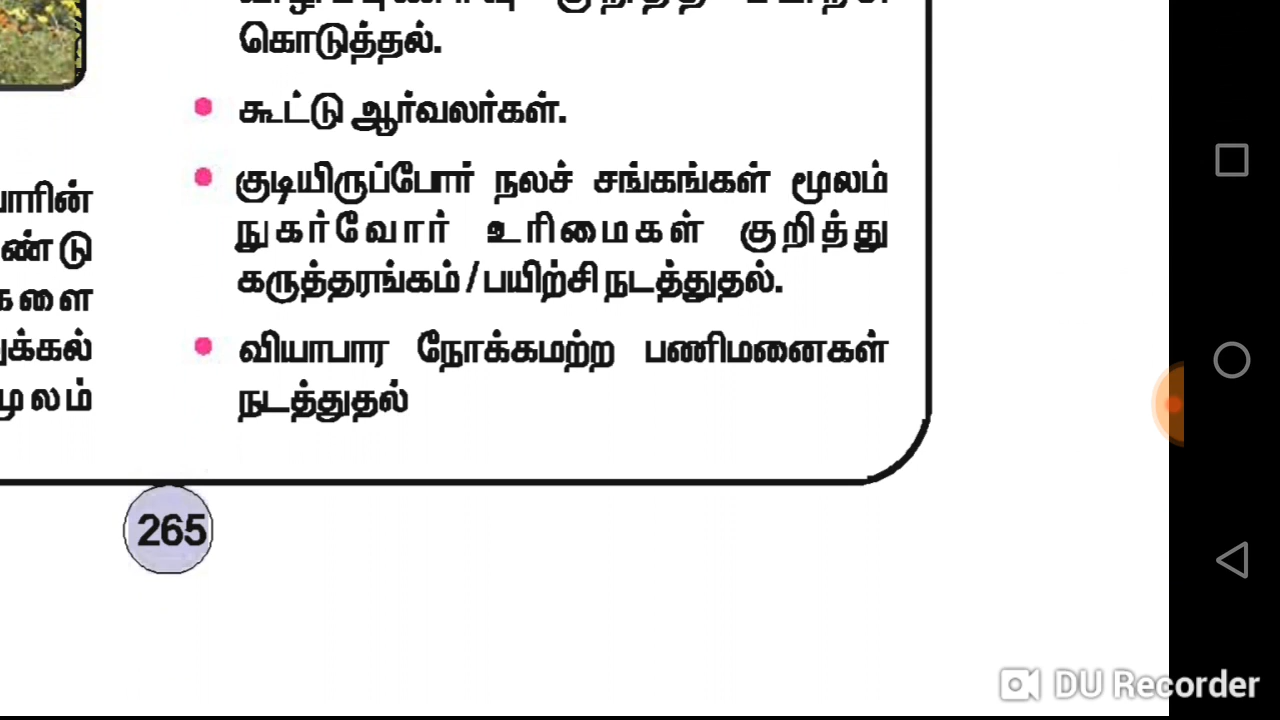 கொடுத்தல்.
கூட்டு ஆர்வலர்கள்.
குடியிருப்போர் நலச் சங்கங்கள் மூலம்
நுகர்வோர் உரிமைகள் குறித்து
கருத்தரங்கம் / பயிற்சி நடத்துதல்.
வியாபார நோக்கமற்ற பணிமனைகள்
நடத்துதல்
265
DU Recorder